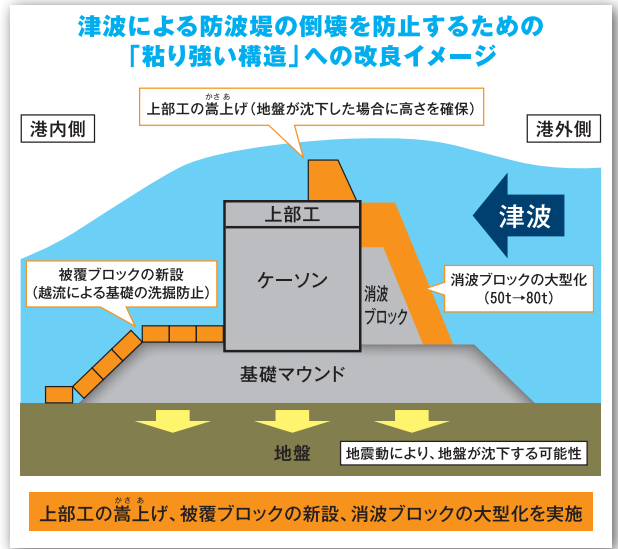 津波による防波堤の倒壊を防止するための
「粘り強い構造」への改良イメージ
上部工の嵩上げ（地盤が沈下した場合に高さを確保）
かさ あ
港内側
港外側
津波
上部工
ケーソン
消波
ブロック
被覆ブロックの新設
（越流による基礎の洗掘防止）
消波ブロックの大型化
（50t→80t）
基礎マウンド
地盤
地震動により、地盤が沈下する可能性
かさ あ
上部工の嵩上げ、被覆ブロックの新設、消波ブロックの大型化を実施